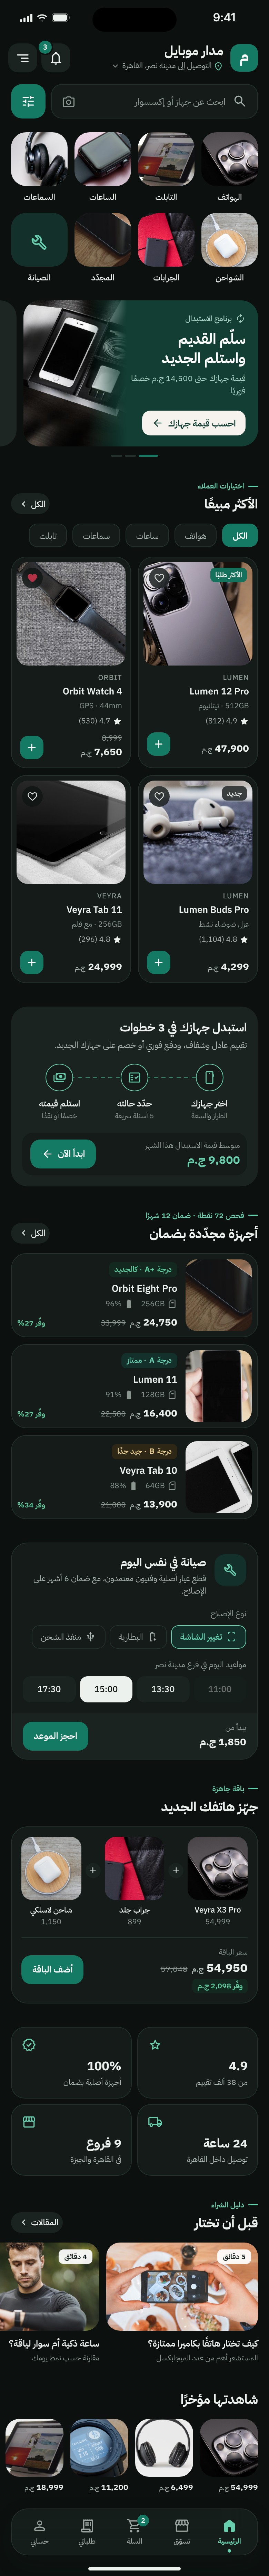 9:41
م
مدار موبايل
التوصيل إلى مدينة نصر، القاهرة
3
ابحث عن جهاز أو إكسسوار
الهواتف
التابلت
الساعات
السماعات
الشواحن
الجرابات
المجدّد
الصيانة
برنامج الاستبدال
سلّم القديم
واستلم الجديد
قيمة جهازك حتى 14,500 ج.م خصمًا
فوريًا
احسب قيمة جهازك
اختيارات العملاء
الأكثر مبيعًا
الكل
الكل
هواتف
ساعات
سماعات
تابلت
الأكثر طلبًا
LUMEN
Lumen 12 Pro
512GB · تيتانيوم
4.9 (812)
47,900 ج.م
ORBIT
Orbit Watch 4
GPS · 44mm
4.7 (530)
8,999
7,650 ج.م
جديد
LUMEN
Lumen Buds Pro
عزل ضوضاء نشط
4.8 (1,104)
4,299 ج.م
VEYRA
Veyra Tab 11
256GB · مع قلم
4.8 (296)
24,999 ج.م
استبدل جهازك في 3 خطوات
تقييم عادل وشفاف، ودفع فوري أو خصم على جهازك الجديد.
اختر جهازك
الطراز والسعة
حدّد حالته
5 أسئلة سريعة
استلم قيمته
خصمًا أو نقدًا
متوسط قيمة الاستبدال هذا الشهر
9,800 ج.م
ابدأ الآن
فحص 72 نقطة · ضمان 12 شهرًا
أجهزة مجدّدة بضمان
الكل
درجة A+ · كالجديد
Orbit Eight Pro
256GB
96%
24,750 ج.م
33,999
وفّر 27%
درجة A · ممتاز
Lumen 11
128GB
91%
16,400 ج.م
22,500
وفّر 27%
درجة B · جيد جدًا
Veyra Tab 10
64GB
88%
13,900 ج.م
21,000
وفّر 34%
صيانة في نفس اليوم
قطع غيار أصلية وفنيون معتمدون، مع ضمان 6 أشهر على
الإصلاح.
نوع الإصلاح
تغيير الشاشة
البطارية
منفذ الشحن
مواعيد اليوم في فرع مدينة نصر
11:00
13:30
15:00
17:30
يبدأ من
1,850 ج.م
احجز الموعد
باقة جاهزة
جهّز هاتفك الجديد
Veyra X3 Pro
54,999
جراب جلد
899
شاحن لاسلكي
1,150
سعر الباقة
54,950 ج.م
57,048
وفّر 2,098 ج.م
أضف الباقة
4.9
من 38 ألف تقييم
100%
أجهزة أصلية بضمان
24 ساعة
توصيل داخل القاهرة
9 فروع
في القاهرة والجيزة
دليل الشراء
قبل أن تختار
المقالات
5 دقائق
كيف تختار هاتفًا بكاميرا ممتازة؟
المستشعر أهم من عدد الميجابكسل
4 دقائق
ساعة ذكية أم سوار لياقة؟
مقارنة حسب نمط يومك
شاهدتها مؤخرًا
54,999 ج.م
6,499 ج.م
11,200 ج.م
18,999 ج.م
الرئيسية
تسوّق
2
السلة
طلباتي
حسابي